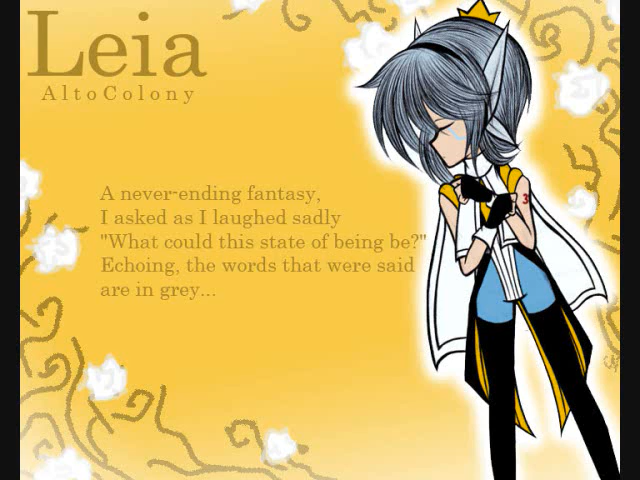 Leia
AltoColony
A never-ending fantasy,
I asked as I laughed sadly
"What could this state of being be?"
Echoing, the words that were said
are in grey...
3